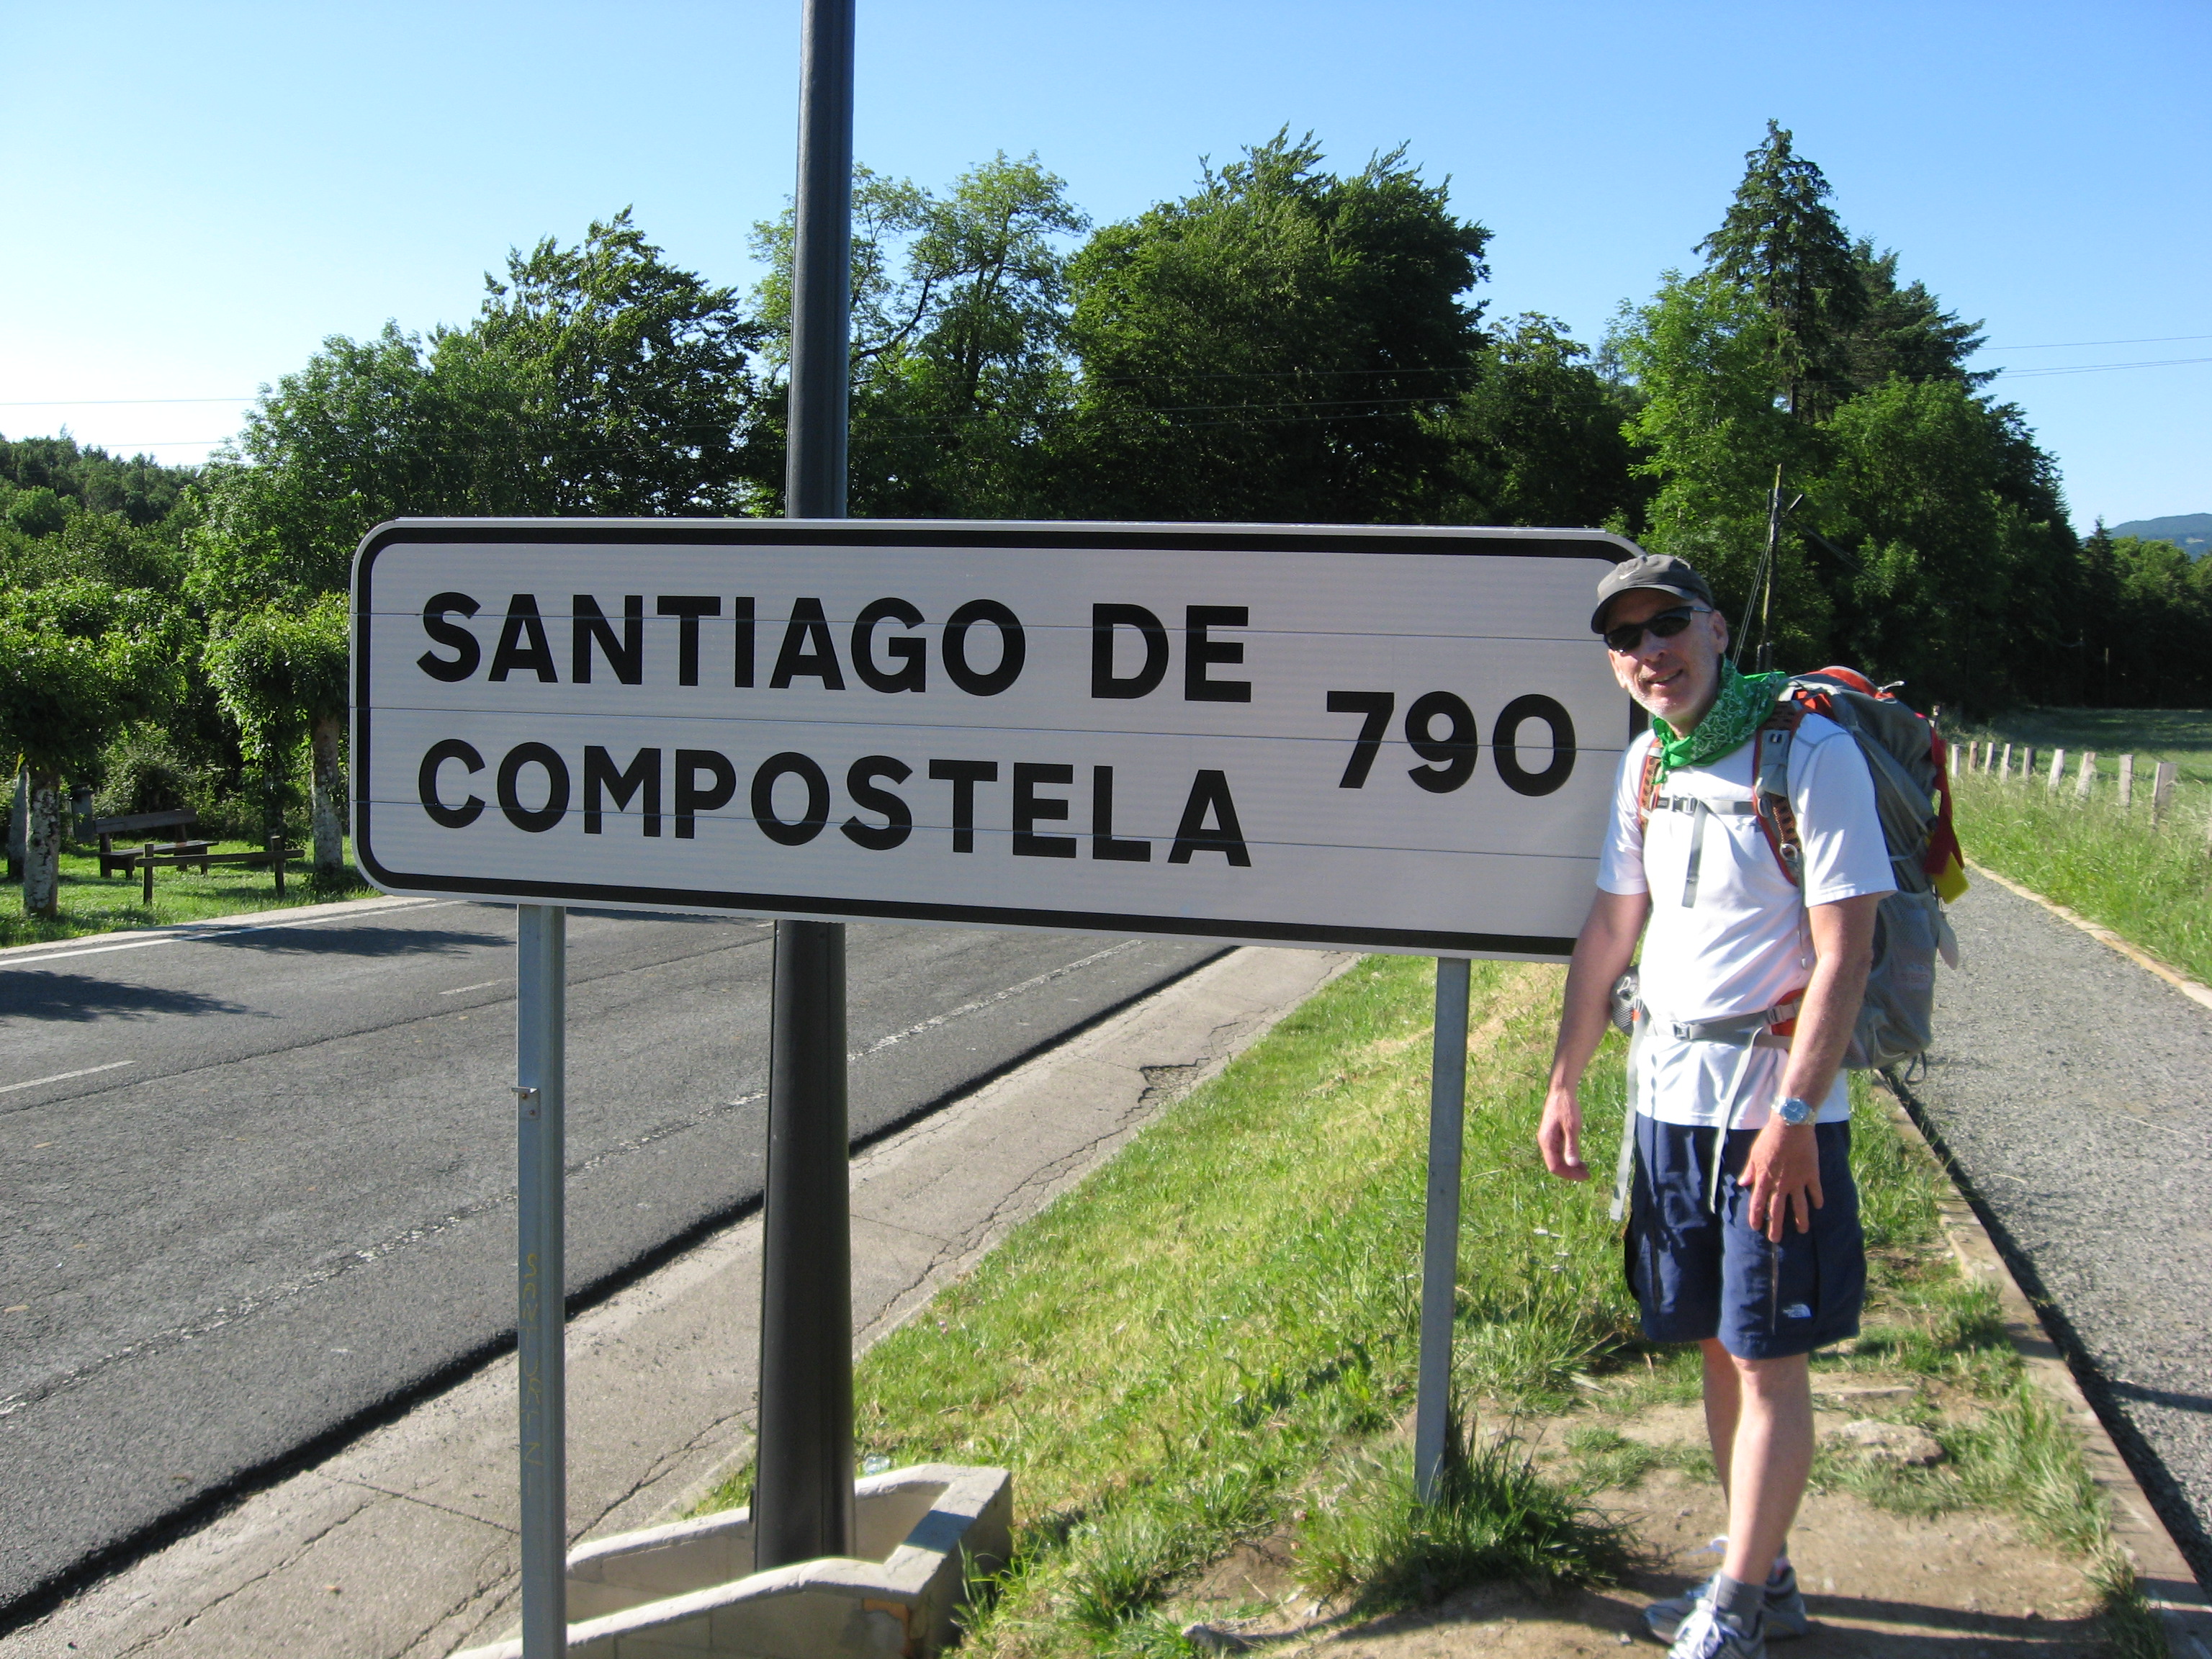 SANTIAGO DE
COMPOSTELA
790